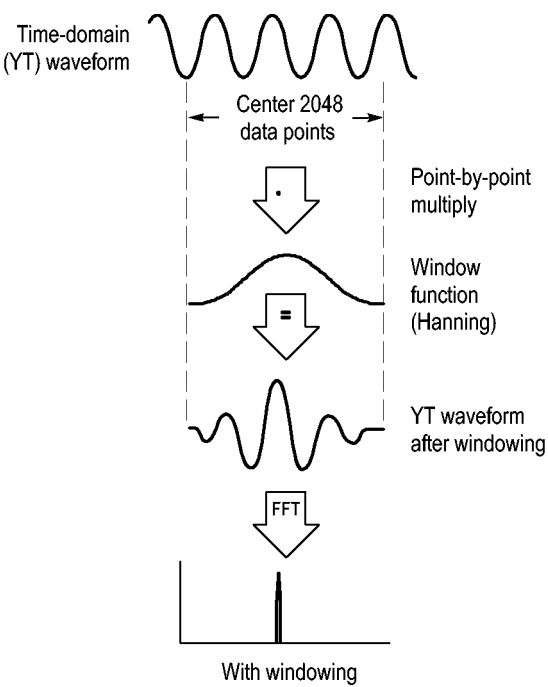 Time-domain
(YT) waveform
Center 2048
data points
Point-by-point
multiply
Window
function
(Hanning)
=
YT waveform
after windowing
FFT
With windowing